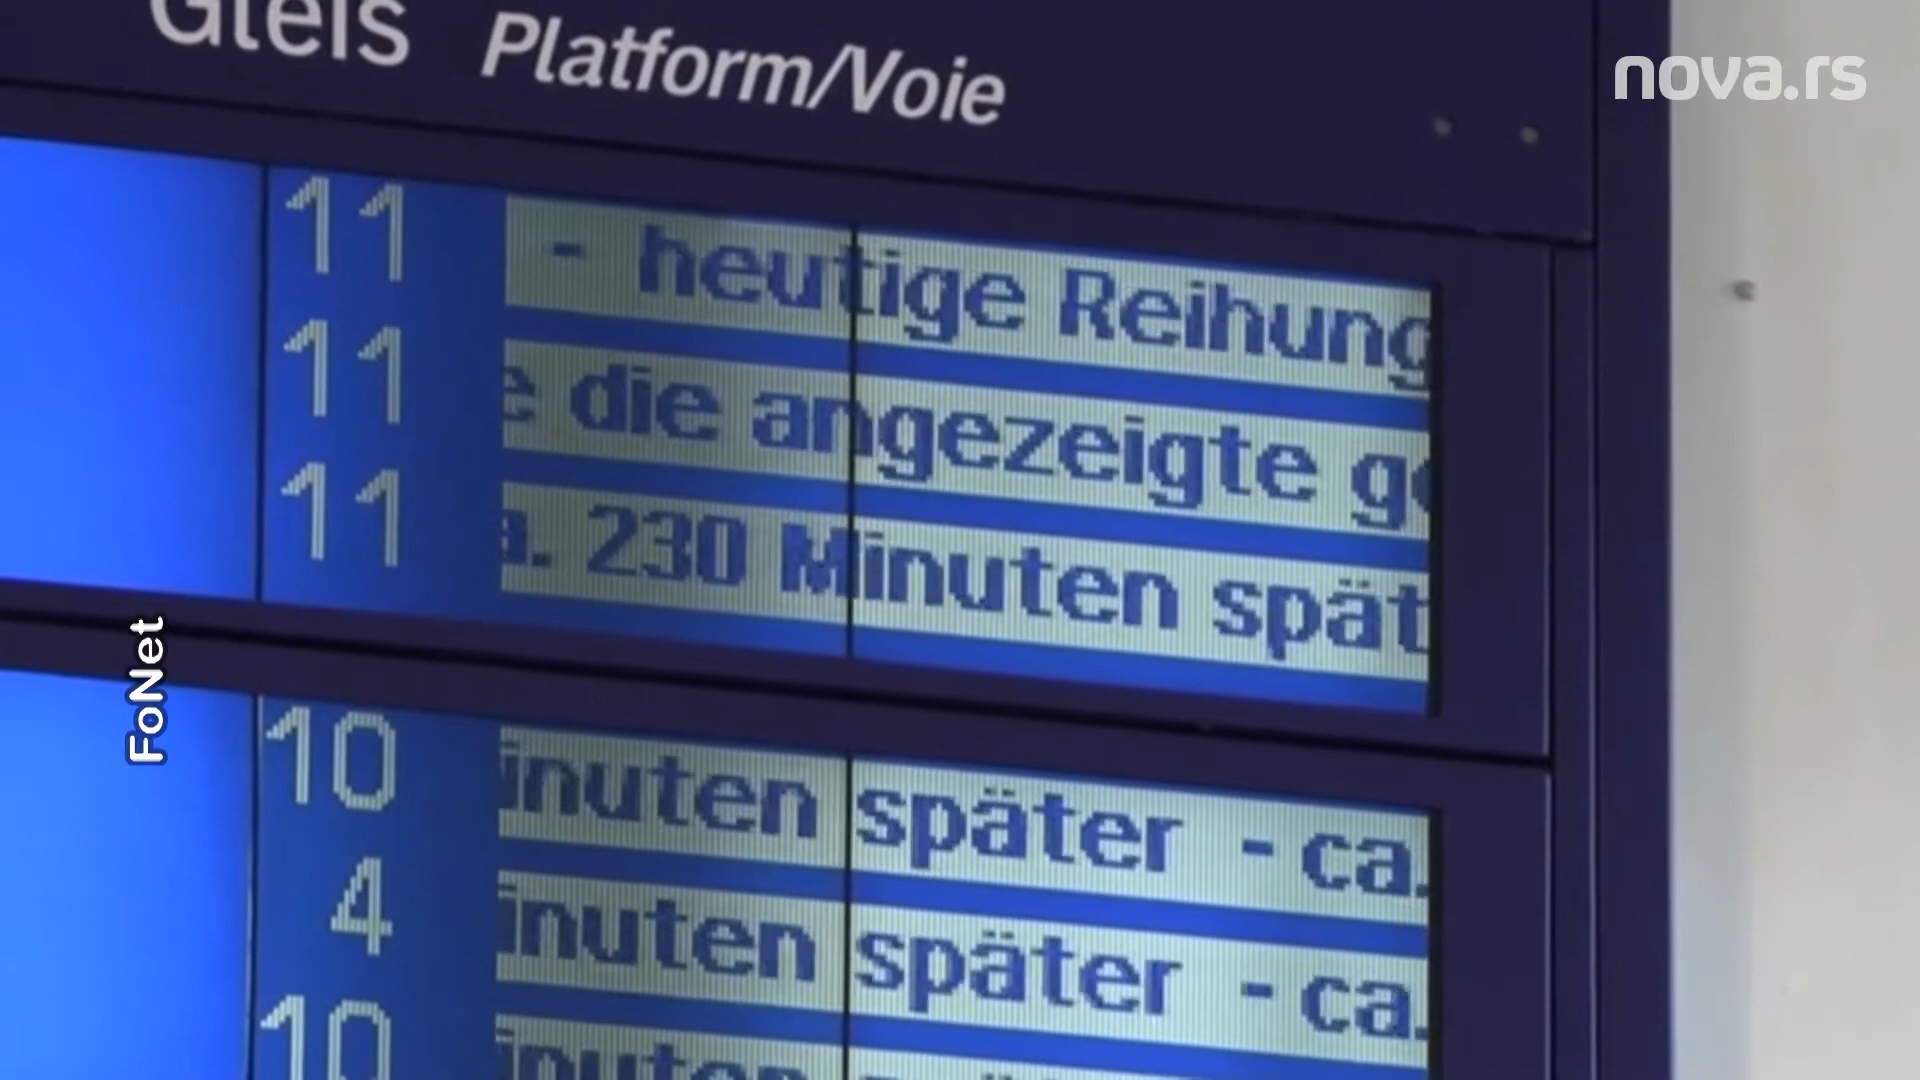 Gleis Platform/Voie
nova.rs
11 - heutige Reihung
11 die angezeigte
11 230 Minuten spät
FoNet
10 inuten später - ca.
4 inuten später - ca.
10